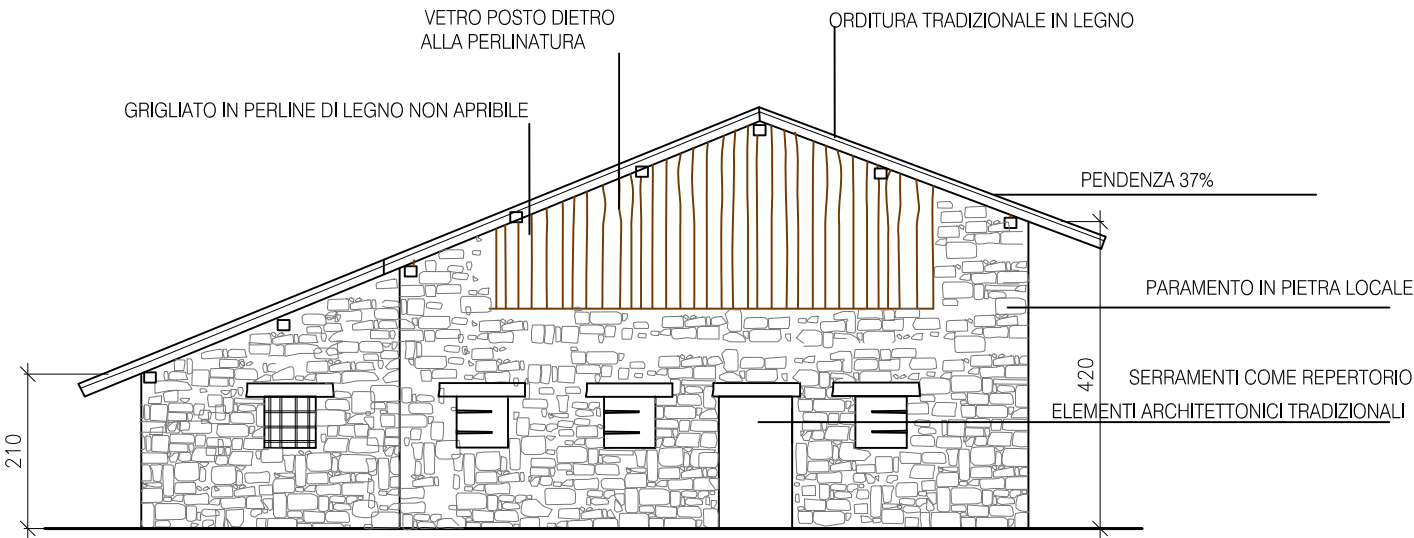 VETRO POSTO DIETRO
ALLA PERLINATURA
ORDITURA TRADIZIONALE IN LEGNO
GRIGLIATO IN PERLINE DI LEGNO NON APRIBILE
PENDENZA 37%
PARAMENTO IN PIETRA LOCALE
SERRAMENTI COME REPERTORIO
ELEMENTI ARCHITETTONICI TRADIZIONALI
420
210